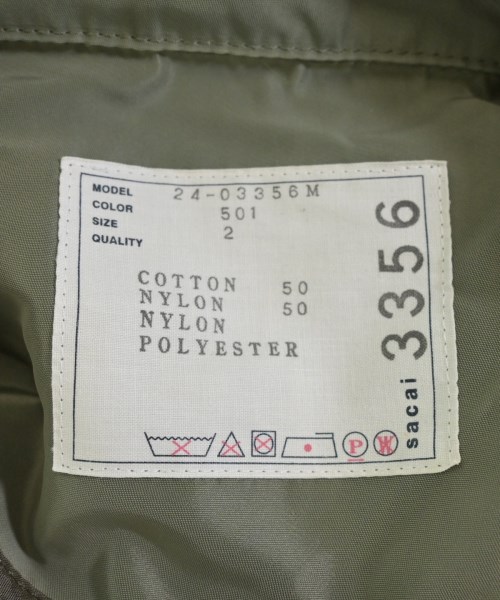 MODEL 24-03356M
COLOR 501
SIZE 2
QUALITY
COTTON 50
NYLON 50
NYLON
POLYESTER
P W
sacai 3356